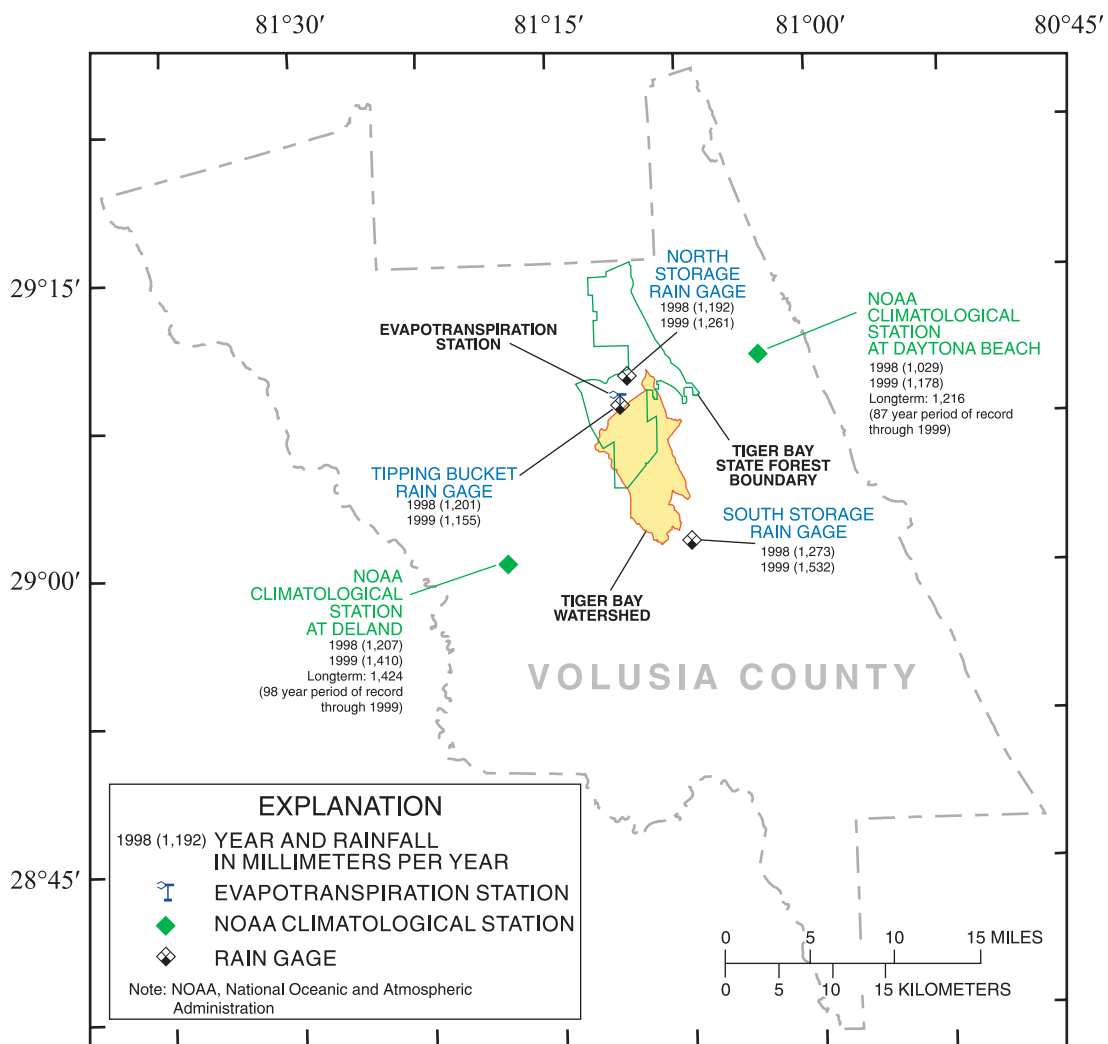 81°30′
81°15′
81°00′
80°45′
29°15′
29°00′
28°45′
NORTH
STORAGE
RAIN GAGE
1998 (1,192)
1999 (1,261)
EVAPOTRANSPIRATION
STATION
NOAA
CLIMATOLOGICAL
STATION
AT DAYTONA BEACH
1998 (1,029)
1999 (1,178)
Longterm: 1,216
(87 year period of record
through 1999)
TIGER BAY
STATE FOREST
BOUNDARY
TIPPING BUCKET
RAIN GAGE
1998 (1,201)
1999 (1,155)
SOUTH STORAGE
RAIN GAGE
1998 (1,273)
1999 (1,532)
NOAA
CLIMATOLOGICAL
STATION
AT DELAND
1998 (1,207)
1999 (1,410)
Longterm: 1,424
(98 year period of record
through 1999)
TIGER BAY
WATERSHED
VOLUSIA COUNTY
EXPLANATION
1998 (1,192) YEAR AND RAINFALL
IN MILLIMETERS PER YEAR
EVAPOTRANSPIRATION STATION
NOAA CLIMATOLOGICAL STATION
RAIN GAGE
Note: NOAA, National Oceanic and Atmospheric
Administration
0 5 10 15 MILES
0 5 10 15 KILOMETERS